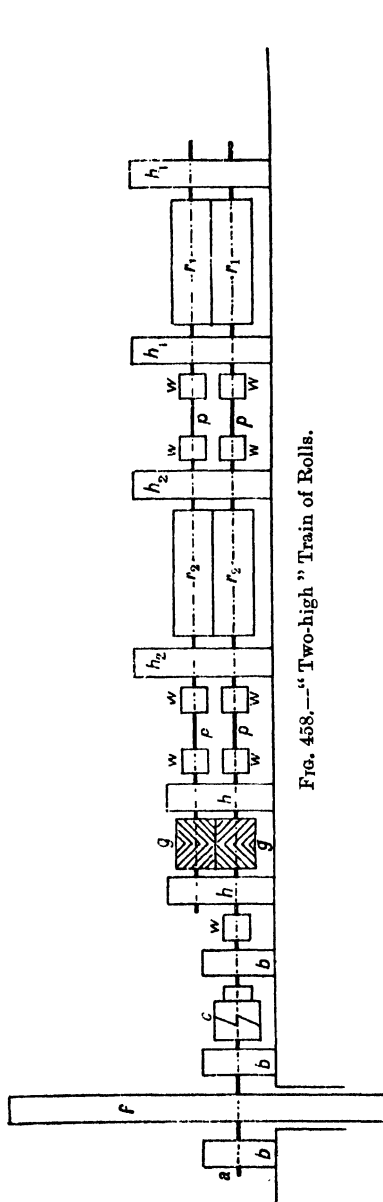 f
h₂ h₂ h₁ h₁
w w w w
g p r₂ p r₁
h h
c w p r₂ p r₁
w w w w
a b b b g
FIG. 458.—“ Two-high ” Train of Rolls.